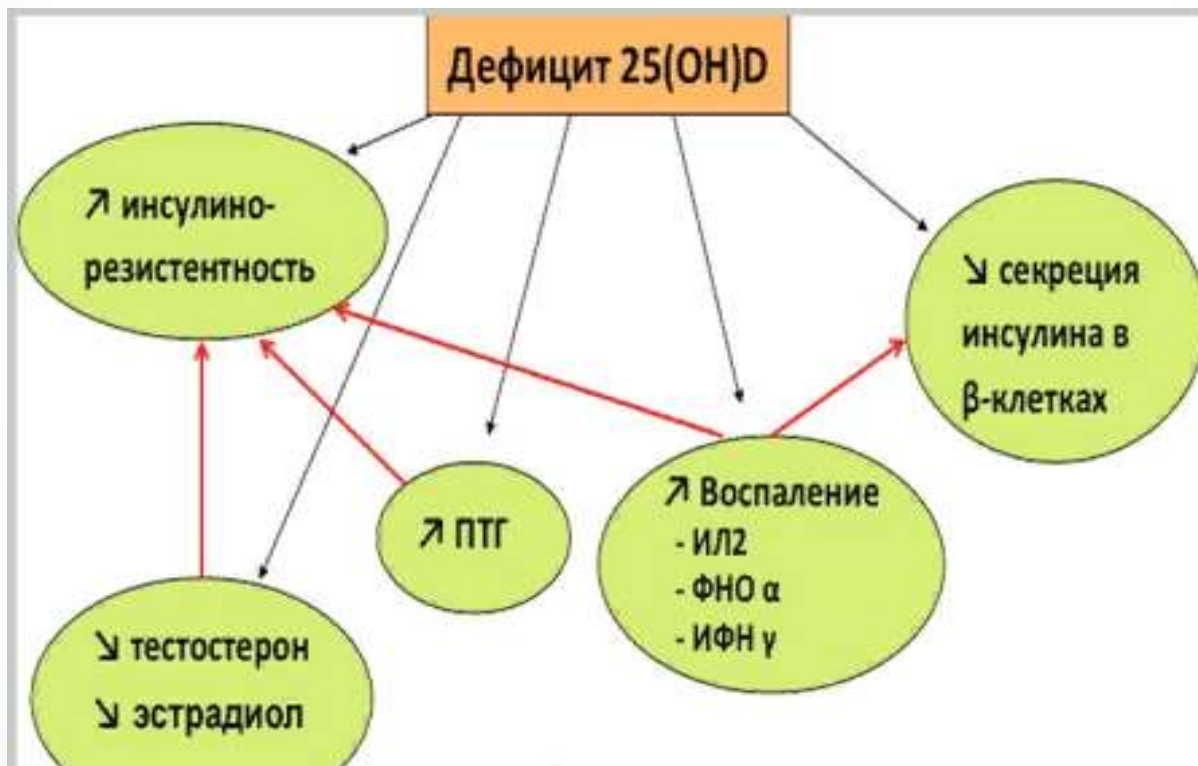 Дефицит 25(OH)D
↗ инсулино-
резистентность
↘ секреция
инсулина в
β-клетках
↗ ПТГ
↗ Воспаление
- ИЛ2
- ФНО α
- ИФН γ
↘ тестостерон
↘ эстрадиол